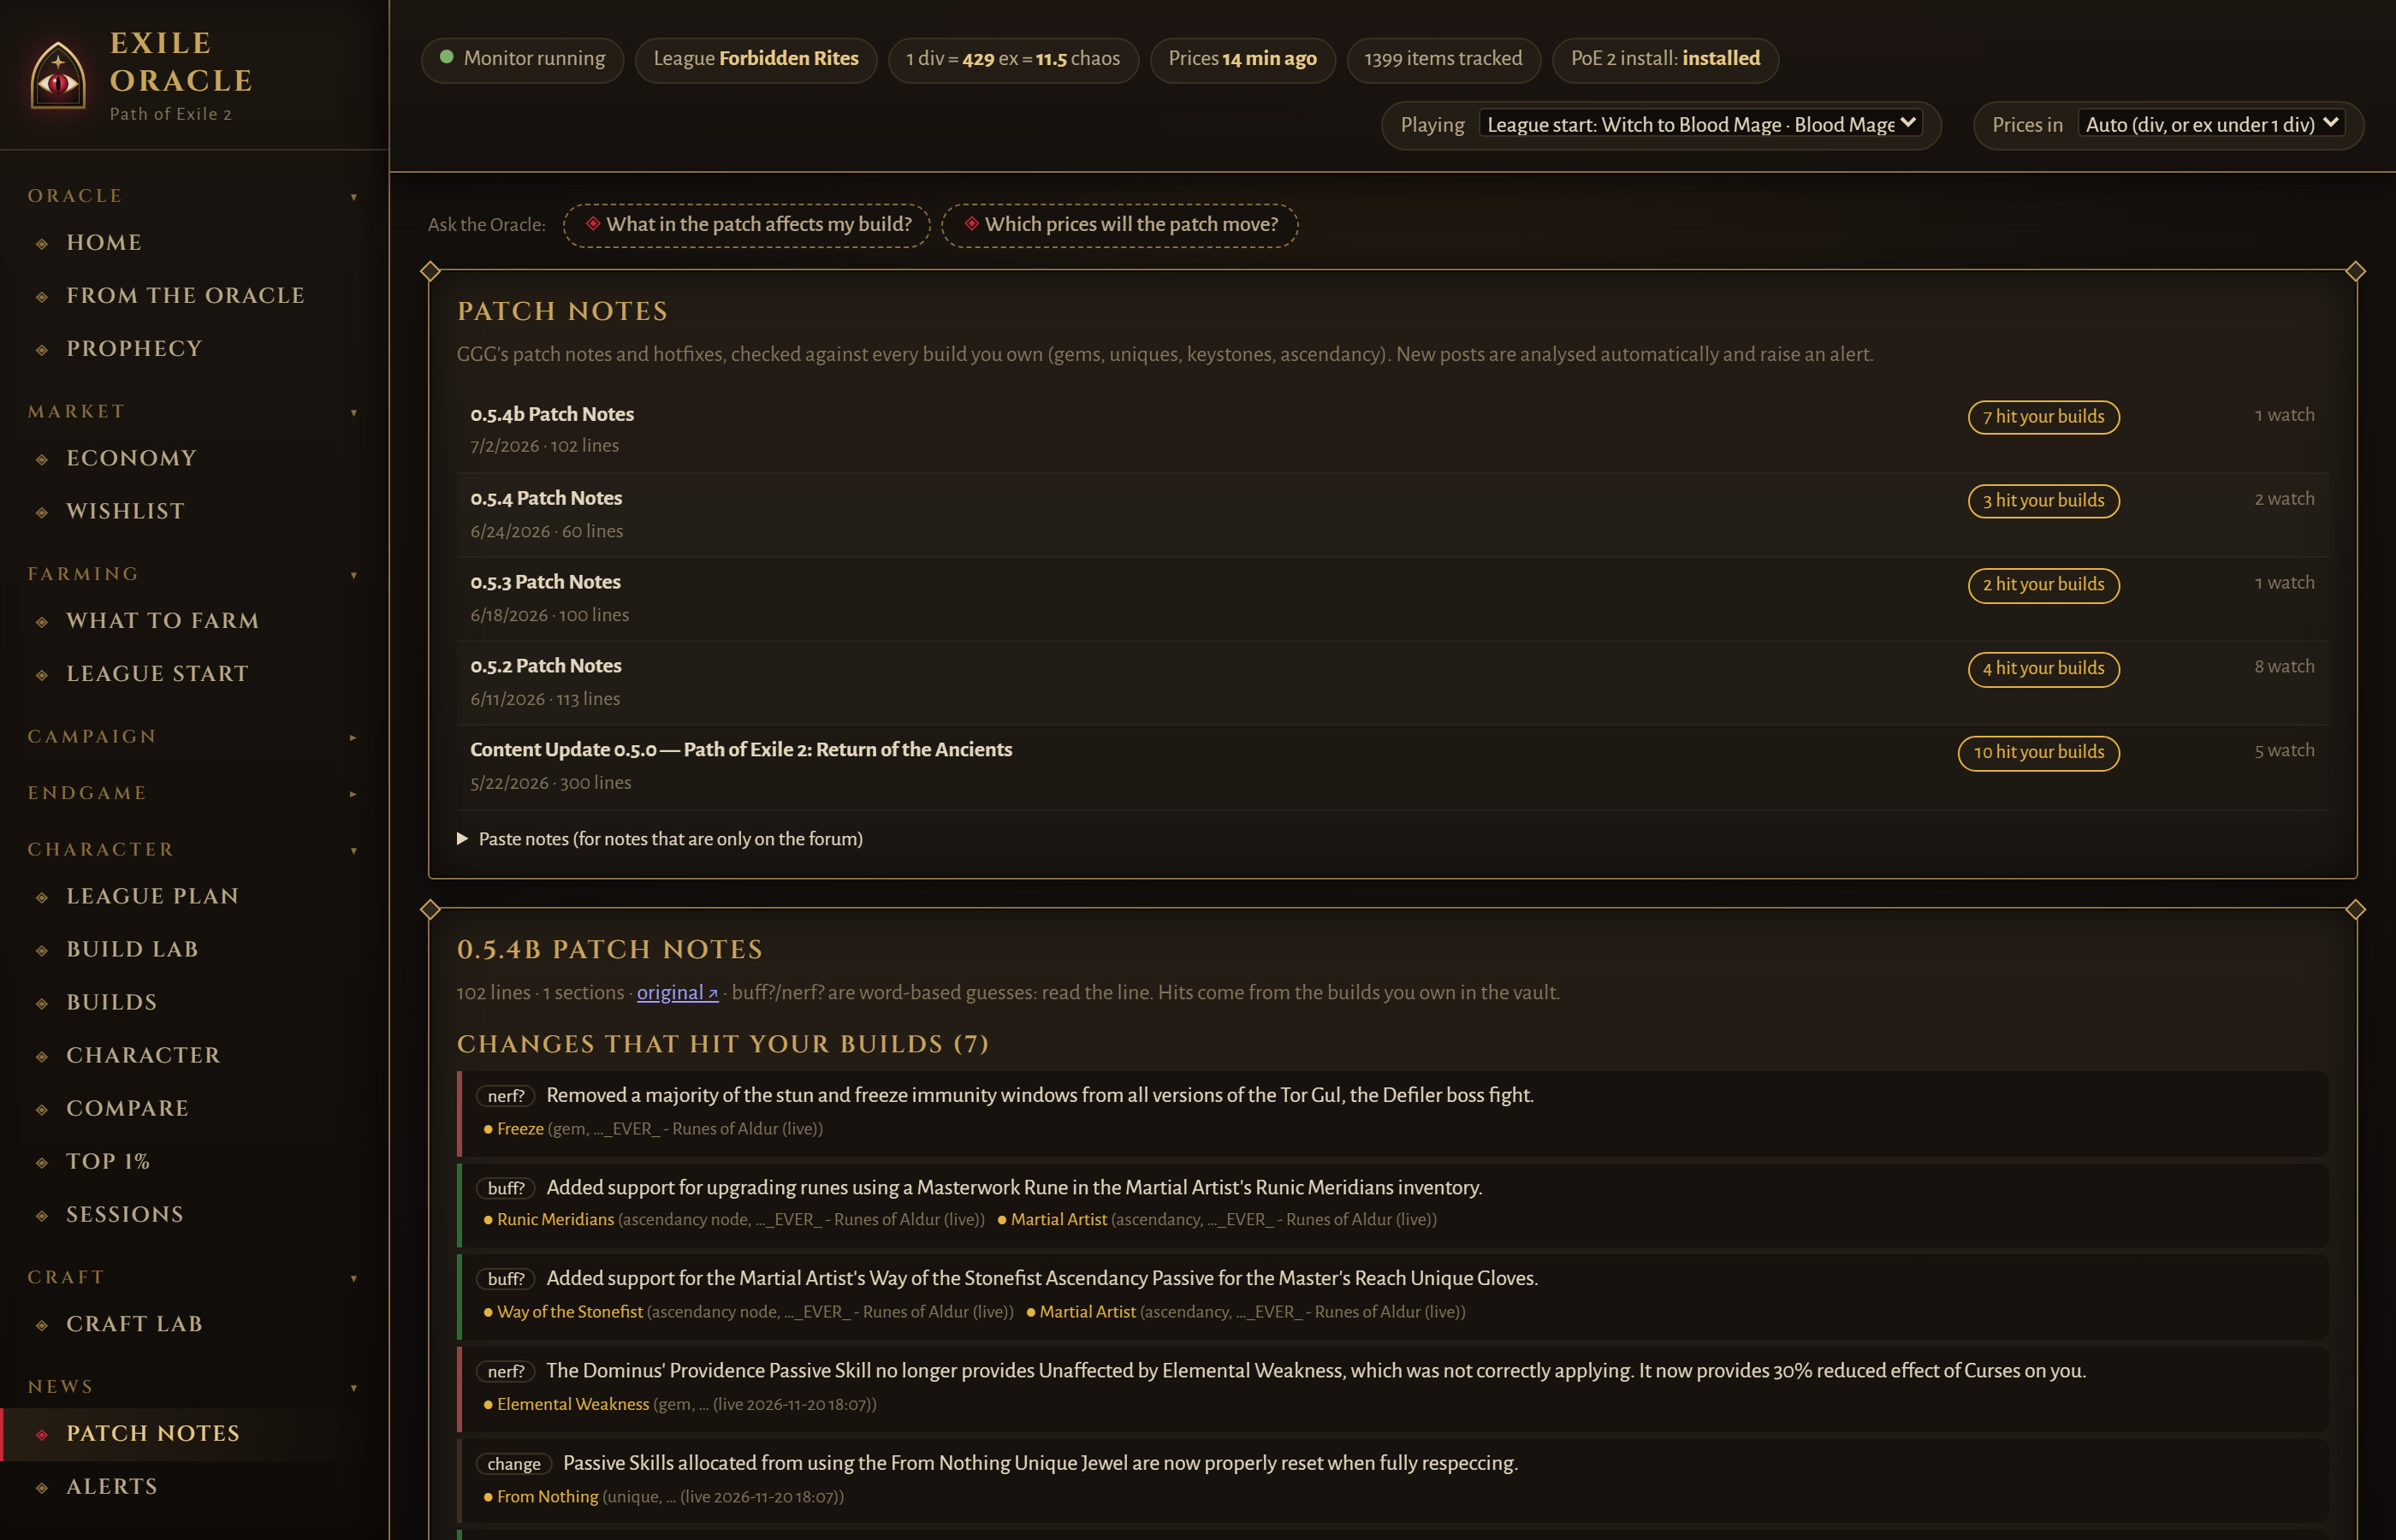 EXILE
ORACLE
Path of Exile 2
ORACLE
HOME
FROM THE ORACLE
PROPHECY
MARKET
ECONOMY
WISHLIST
FARMING
WHAT TO FARM
LEAGUE START
CAMPAIGN
ENDGAME
CHARACTER
LEAGUE PLAN
BUILD LAB
BUILDS
CHARACTER
COMPARE
TOP 1%
SESSIONS
CRAFT
CRAFT LAB
NEWS
PATCH NOTES
ALERTS
Monitor running
League Forbidden Rites
1 div = 429 ex = 11.5 chaos
Prices 14 min ago
1399 items tracked
PoE 2 install: installed
Playing League start: Witch to Blood Mage · Blood Mage
Prices in Auto (div, or ex under 1 div)
Ask the Oracle: What in the patch affects my build? Which prices will the patch move?
PATCH NOTES
GGG's patch notes and hotfixes, checked against every build you own (gems, uniques, keystones, ascendancy). New posts are analysed automatically and raise an alert.
0.5.4b Patch Notes 7 hit your builds 1 watch
7/2/2026 · 102 lines
0.5.4 Patch Notes 3 hit your builds 2 watch
6/24/2026 · 60 lines
0.5.3 Patch Notes 2 hit your builds 1 watch
6/18/2026 · 100 lines
0.5.2 Patch Notes 4 hit your builds 8 watch
6/11/2026 · 113 lines
Content Update 0.5.0 — Path of Exile 2: Return of the Ancients 10 hit your builds 5 watch
5/22/2026 · 300 lines
Paste notes (for notes that are only on the forum)
0.5.4B PATCH NOTES
102 lines · 1 sections · original ↗ · buff?/nerf? are word-based guesses: read the line. Hits come from the builds you own in the vault.
CHANGES THAT HIT YOUR BUILDS (7)
nerf? Removed a majority of the stun and freeze immunity windows from all versions of the Tor Gul, the Defiler boss fight.
Freeze (gem, ..._EVER_ - Runes of Aldur (live))
buff? Added support for upgrading runes using a Masterwork Rune in the Martial Artist's Runic Meridians inventory.
Runic Meridians (ascendancy node, ..._EVER_ - Runes of Aldur (live)) Martial Artist (ascendancy, ..._EVER_ - Runes of Aldur (live))
buff? Added support for the Martial Artist's Way of the Stonefist Ascendancy Passive for the Master's Reach Unique Gloves.
Way of the Stonefist (ascendancy node, ..._EVER_ - Runes of Aldur (live)) Martial Artist (ascendancy, ..._EVER_ - Runes of Aldur (live))
nerf? The Dominus' Providence Passive Skill no longer provides Unaffected by Elemental Weakness, which was not correctly applying. It now provides 30% reduced effect of Curses on you.
Elemental Weakness (gem, ... (live 2026-11-20 18:07))
change Passive Skills allocated from using the From Nothing Unique Jewel are now properly reset when fully respeccing.
From Nothing (unique, ... (live 2026-11-20 18:07))